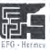 EFG - Hermes